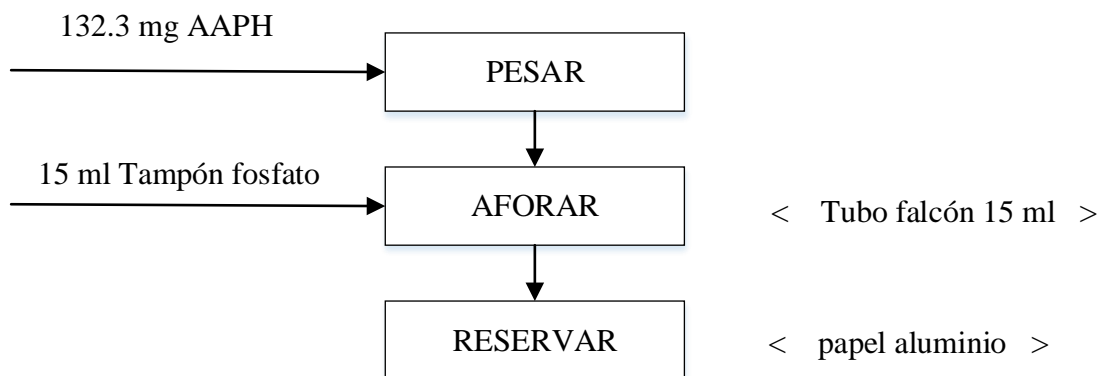 132.3 mg AAPH
PESAR
15 ml Tampón fosfato
AFORAR
< Tubo falcón 15 ml >
RESERVAR
< papel aluminio >